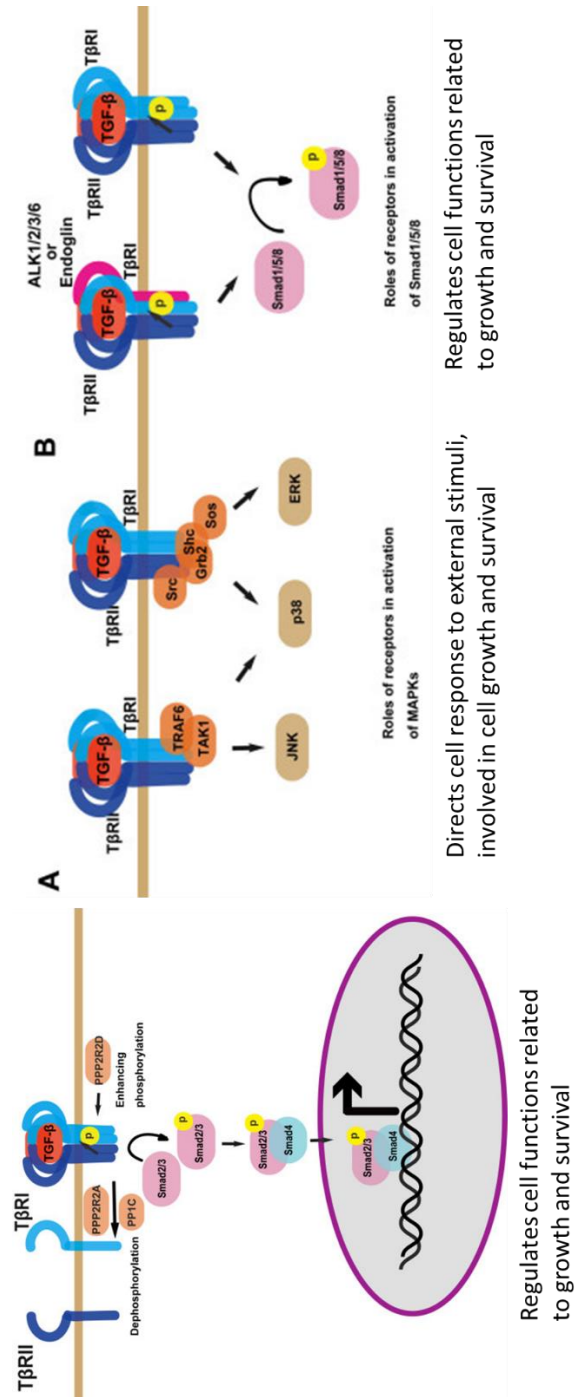 TβRII
TβRI
TGF-β
P
PPP2R2A
PP1C
Dephosphorylation
PPP2R2D
Enhancing
phosphorylation
Smad2/3
P
Smad2/3
P
Smad2/3
Smad4
P
Smad2/3
Smad4
Regulates cell functions related
to growth and survival
A
TβRII
TGF-β
TβRI
TRAF6
TAK1
TβRII
TGF-β
TβRI
Src
Shc
Grb2
Sos
JNK
p38
ERK
Roles of receptors in activation
of MAPKs
Directs cell response to external stimuli,
involved in cell growth and survival
B
ALK1/2/3/6
or
Endoglin
TβRII
TGF-β
TβRI
P
TβRII
TGF-β
TβRI
P
Smad1/5/8
P
Smad1/5/8
Roles of receptors in activation
of Smad1/5/8
Regulates cell functions related
to growth and survival